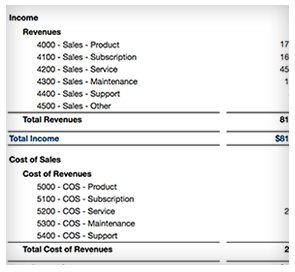 Income
Revenues
4000 - Sales - Product 17
4100 - Sales - Subscription 16
4200 - Sales - Service 45
4300 - Sales - Maintenance 1
4400 - Sales - Support
4500 - Sales - Other
Total Revenues 81
Total Income $81
Cost of Sales
Cost of Revenues
5000 - COS - Product
5100 - COS - Subscription
5200 - COS - Service 2
5300 - COS - Maintenance
5400 - COS - Support
Total Cost of Revenues 2